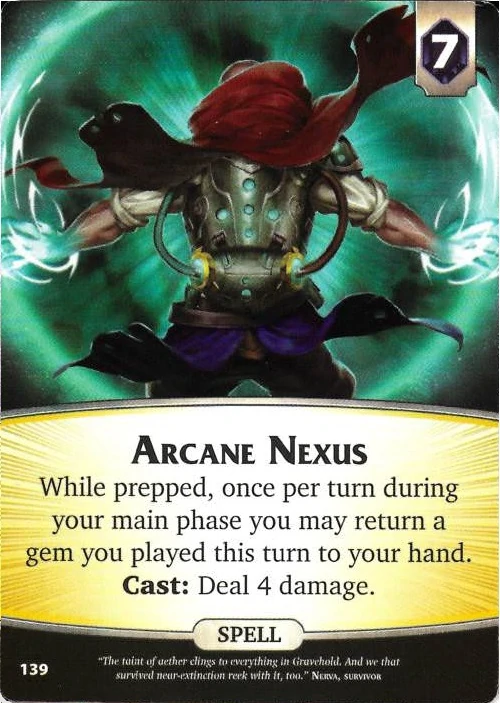 7
ARCANE NEXUS
While prepped, once per turn during
your main phase you may return a
gem you played this turn to your hand.
Cast: Deal 4 damage.
SPELL
139
"The taint of aether clings to everything in Gravehold. And we that
survived near-extinction reek with it, too." NERVA, SURVIVOR